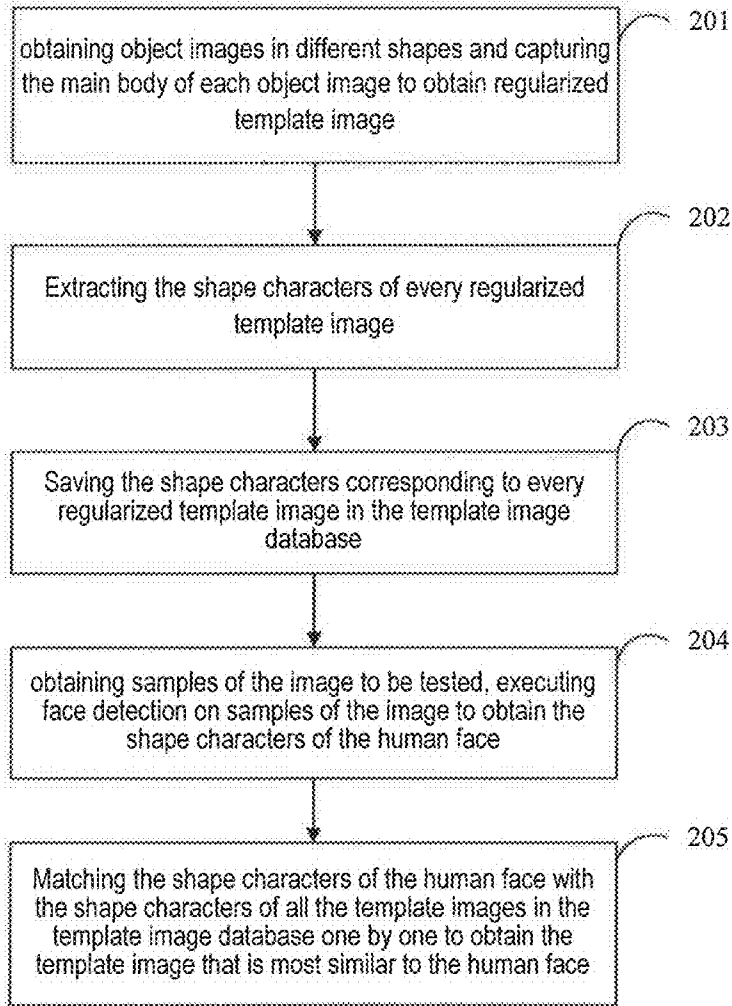 201
obtaining object images in different shapes and capturing
the main body of each object image to obtain regularized
template image
202
Extracting the shape characters of every regularized
template image
203
Saving the shape characters corresponding to every
regularized template image in the template image
database
204
obtaining samples of the image to be tested, executing
face detection on samples of the image to obtain the
shape characters of the human face
205
Matching the shape characters of the human face with
the shape characters of all the template images in the
template image database one by one to obtain the
template image that is most similar to the human face